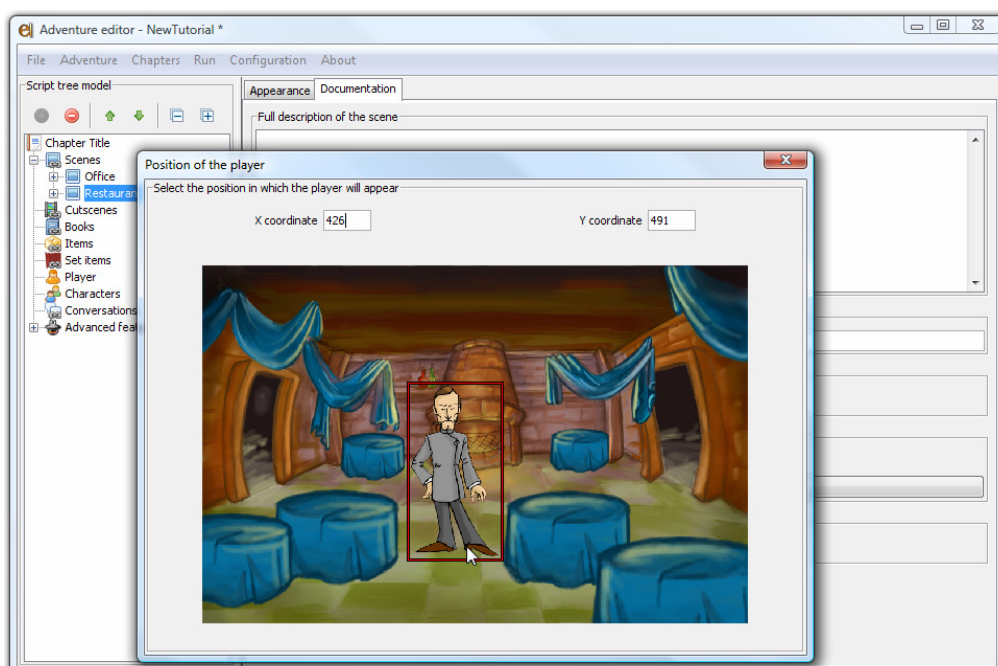 Adventure editor - NewTutorial *
File Adventure Chapters Run Configuration About
Script tree model
Appearance Documentation
Full description of the scene
Chapter Title
Scenes
Office
Restauran
Cutscenes
Books
Items
Set items
Player
Characters
Conversations
Advanced feat
Position of the player
Select the position in which the player will appear
X coordinate 426
Y coordinate 491